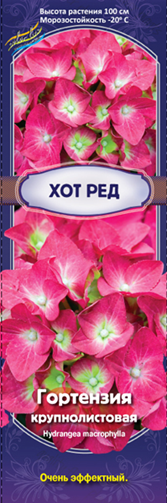 Высота растения 100 см
Морозостойкость -20° С
ХОТ РЕД
Гортензия
крупнолистовая
Hydrangea macrophylla
Очень эффектный.